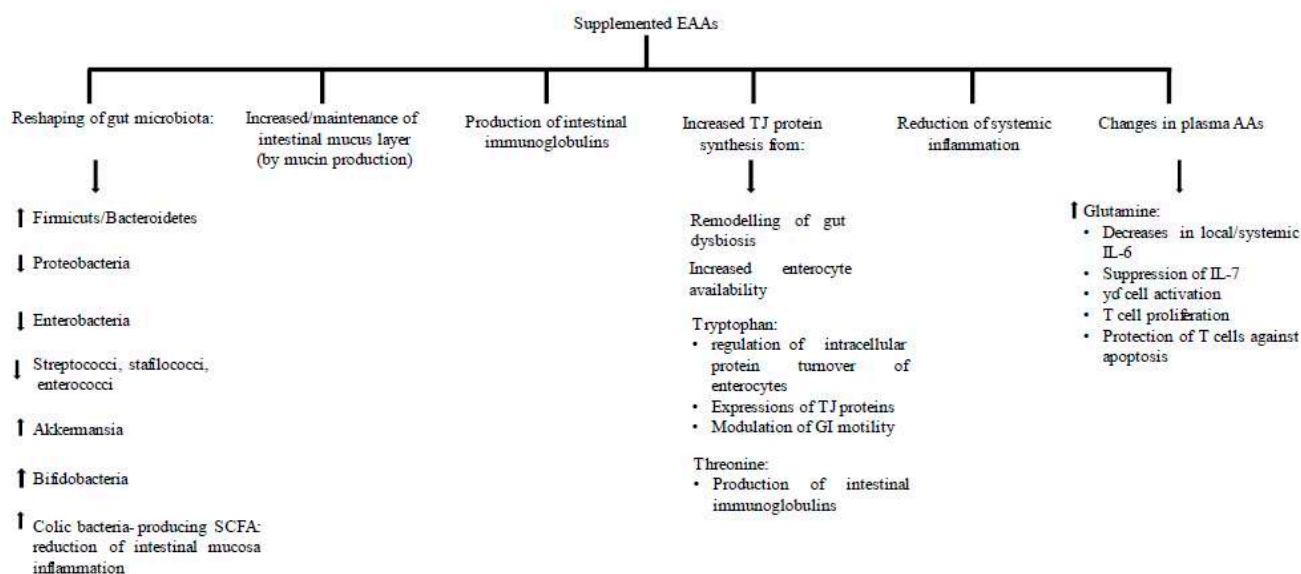 Supplemented EAAs
Reshaping of gut microbiota:
↑ Firmicuts/Bacteroidetes
↓ Proteobacteria
↓ Enterobacteria
↓ Streptococci, stafilococci,
enterococci
↑ Akkermansia
↑ Bifidobacteria
↑ Colic bacteria-producing SCFA:
reduction of intestinal mucosa
inflammation
Increased/maintenance of
intestinal mucus layer
(by mucin production)
Production of intestinal
immunoglobulins
Increased TJ protein
synthesis from:
Remodelling of gut
dysbiosis
Increased enterocyte
availability
Tryptophan:
• regulation of intracellular
protein turnover of
enterocytes
• Expressions of TJ proteins
• Modulation of GI motility
Threonine:
• Production of intestinal
immunoglobulins
Reduction of systemic
inflammation
Changes in plasma AAs
↑ Glutamine:
• Decreases in local/systemic
IL-6
• Suppression of IL-7
• yď cell activation
• T cell proliferation
• Protection of T cells against
apoptosis